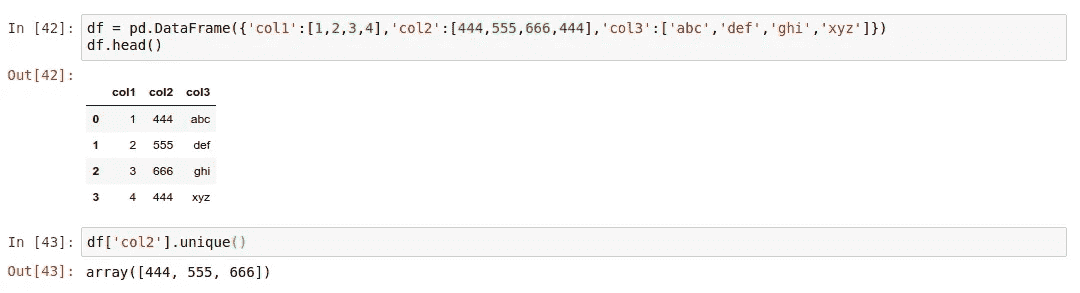 In [42]: df = pd.DataFrame({'col1':[1,2,3,4],'col2':[444,555,666,444],'col3':['abc','def','ghi','xyz']})
df.head()
Out[42]:
col1 col2 col3
0 1 444 abc
1 2 555 def
2 3 666 ghi
3 4 444 xyz
In [43]: df['col2'].unique()
Out[43]: array([444, 555, 666])